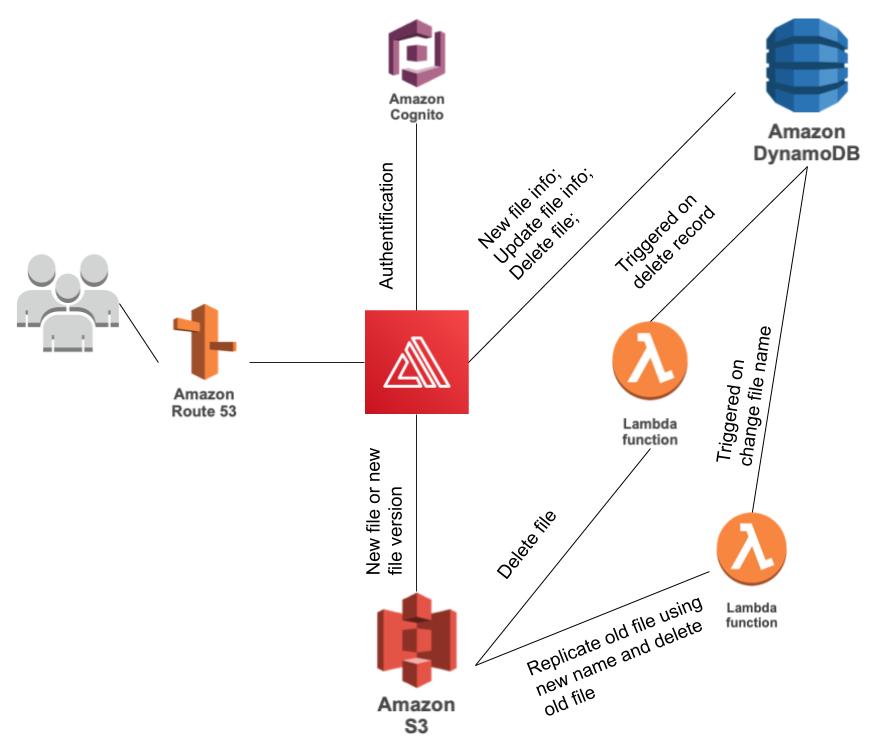 Amazon
Cognito
Amazon
DynamoDB
Authentification
New file info;
Update file info;
Delete file;
Triggered on
delete record
Amazon
Route 53
Lambda
function
Triggered on
change file name
New file or new
file version
Delete file
Lambda
function
Replicate old file using
new name and delete
old file
Amazon
S3